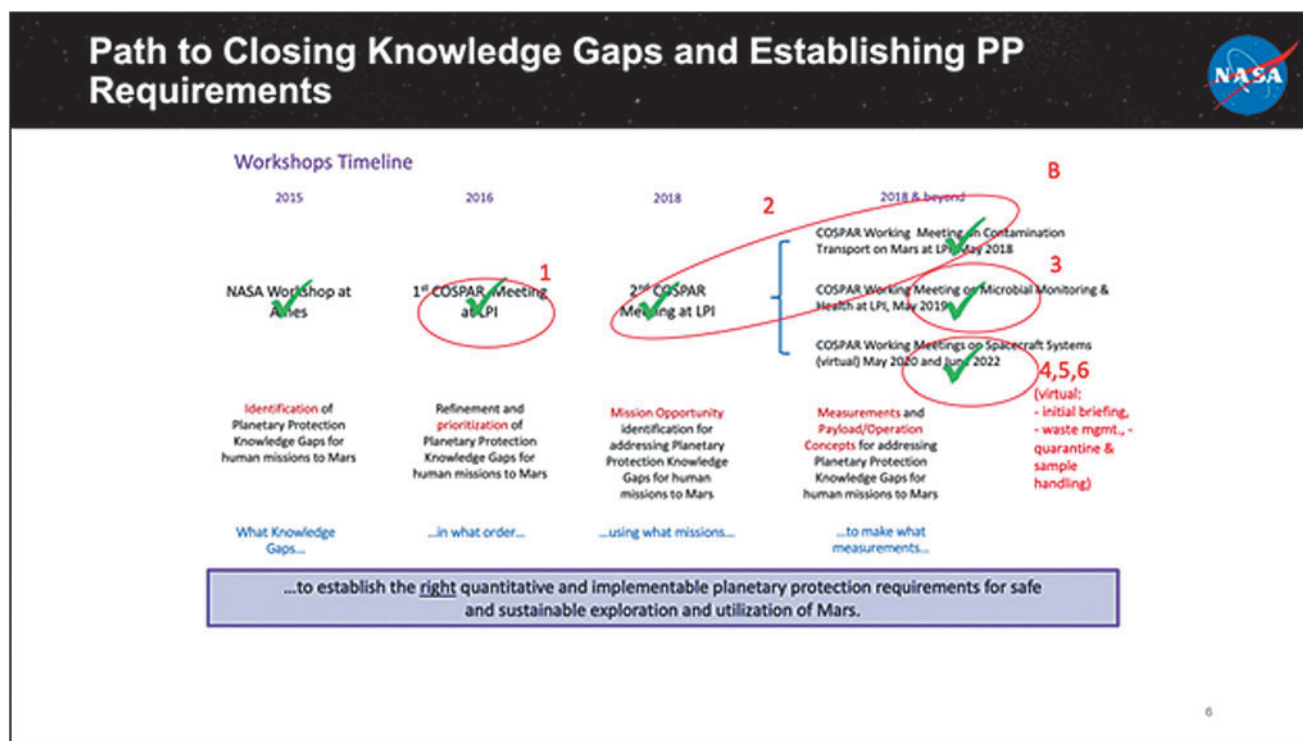 Path to Closing Knowledge Gaps and Establishing PP
Requirements
NASA
Workshops Timeline
2015
2016
2018
2018 & beyond
B
2
COSPAR Working Meeting on Contamination
Transport on Mars at LPI, May 2018
1
3
NASA Workshop at
Ames
1st COSPAR Meeting
at LPI
2nd COSPAR
Meeting at LPI
COSPAR Working Meeting on Microbial Monitoring &
Health at LPI, May 2019
COSPAR Working Meetings on Spacecraft Systems
(virtual) May 2020 and June 2022
4,5,6
(virtual:
- initial briefing,
- waste mgmt., -
quarantine &
sample
handling)
Identification of
Planetary Protection
Knowledge Gaps for
human missions to Mars
Refinement and
prioritization of
Planetary Protection
Knowledge Gaps for
human missions to Mars
Mission Opportunity
identification for
addressing Planetary
Protection Knowledge
Gaps for human
missions to Mars
Measurements and
Payload/Operation
Concepts for addressing
Planetary Protection
Knowledge Gaps for
human missions to Mars
What Knowledge
Gaps...
...in what order...
...using what missions...
...to make what
measurements...
...to establish the right quantitative and implementable planetary protection requirements for safe
and sustainable exploration and utilization of Mars.
6